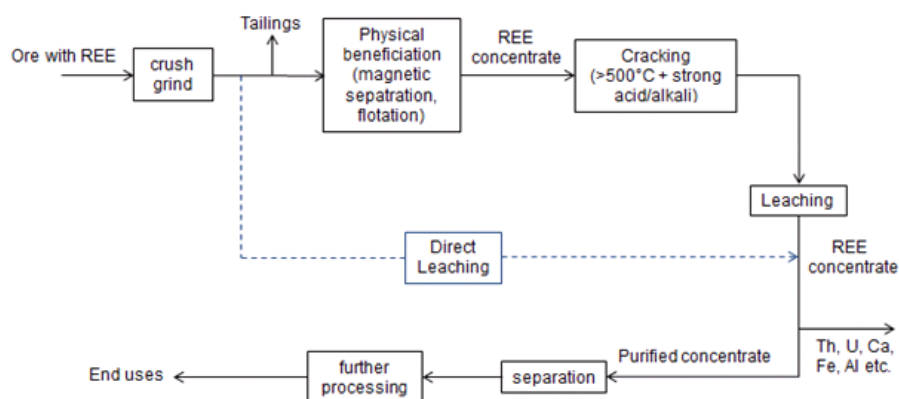 Tailings
Ore with REE
crush
grind
Physical
beneficiation
(magnetic
sepatration,
flotation)
REE
concentrate
Cracking
(>500°C + strong
acid/alkali)
Leaching
Direct
Leaching
REE
concentrate
Th, U, Ca,
Fe, Al etc.
Purified concentrate
separation
further
processing
End uses